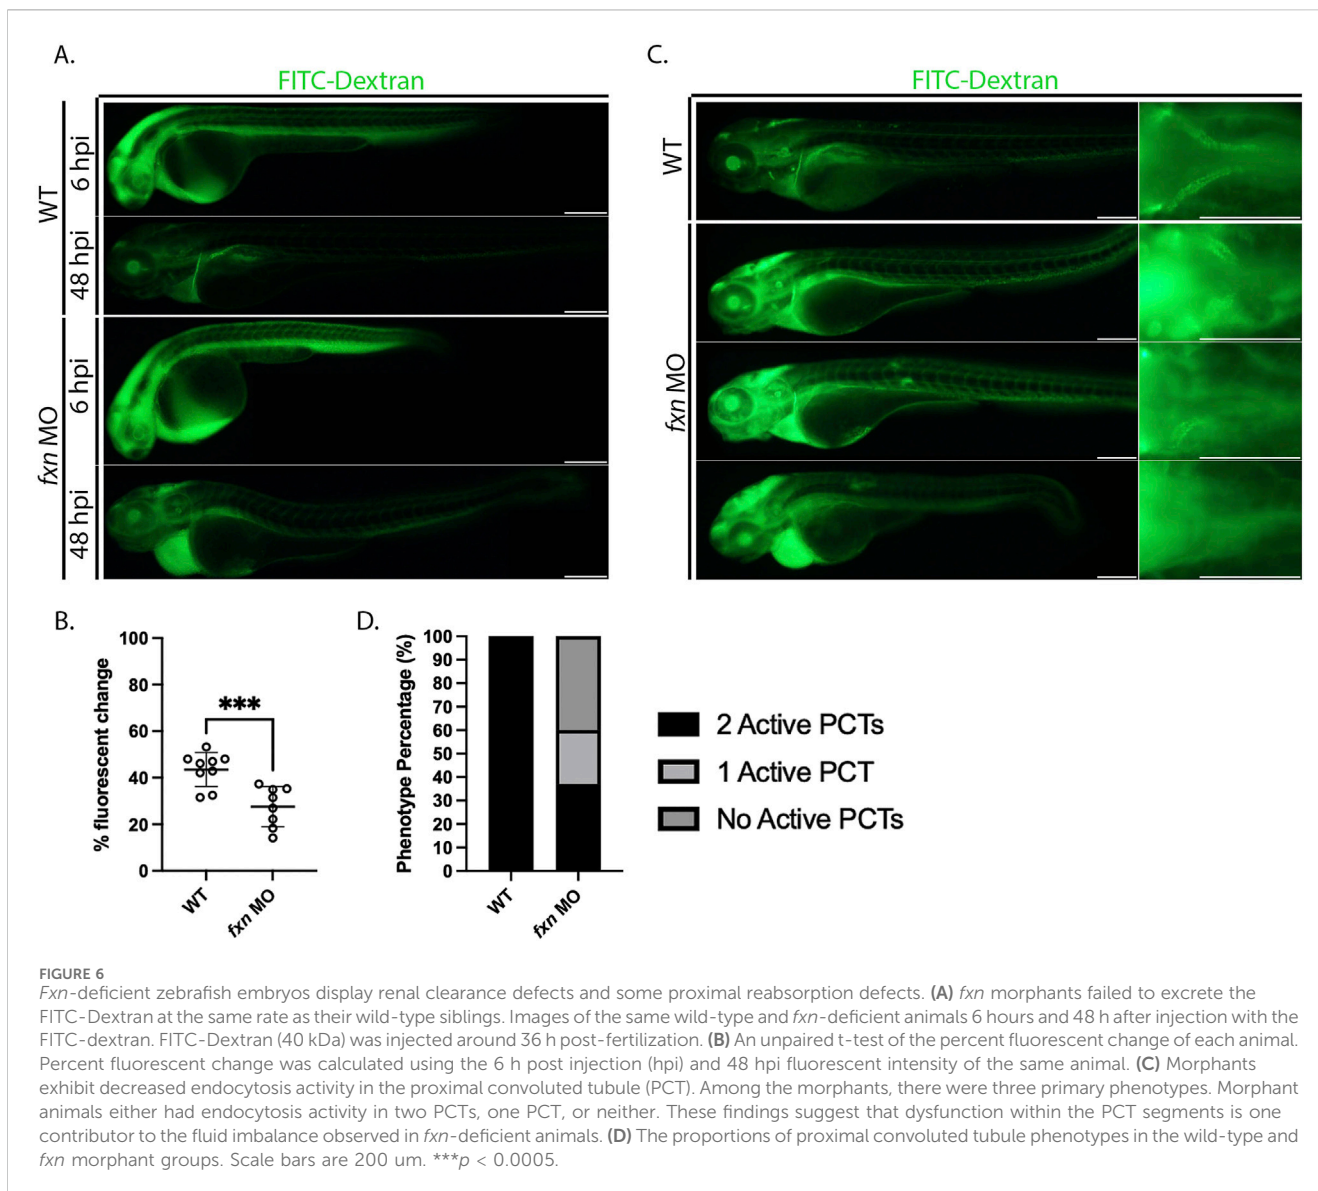 A.
FITC-Dextran
WT
6 hpi
48 hpi
fxn MO
6 hpi
48 hpi
C.
FITC-Dextran
WT
fxn MO
B.
% fluorescent change
100
80
60
40
20
0
***
WT
fxn MO
D.
Phenotype Percentage (%)
100
90
80
70
60
50
40
30
20
10
0
WT
fxn MO
2 Active PCTs
1 Active PCT
No Active PCTs
FIGURE 6
Fxn-deficient zebrafish embryos display renal clearance defects and some proximal reabsorption defects. (A) fxn morphants failed to excrete the
FITC-Dextran at the same rate as their wild-type siblings. Images of the same wild-type and fxn-deficient animals 6 hours and 48 h after injection with the
FITC-dextran. FITC-Dextran (40 kDa) was injected around 36 h post-fertilization. (B) An unpaired t-test of the percent fluorescent change of each animal.
Percent fluorescent change was calculated using the 6 h post injection (hpi) and 48 hpi fluorescent intensity of the same animal. (C) Morphants
exhibit decreased endocytosis activity in the proximal convoluted tubule (PCT). Among the morphants, there were three primary phenotypes. Morphant
animals either had endocytosis activity in two PCTs, one PCT, or neither. These findings suggest that dysfunction within the PCT segments is one
contributor to the fluid imbalance observed in fxn-deficient animals. (D) The proportions of proximal convoluted tubule phenotypes in the wild-type and
fxn morphant groups. Scale bars are 200 um. ***p < 0.0005.